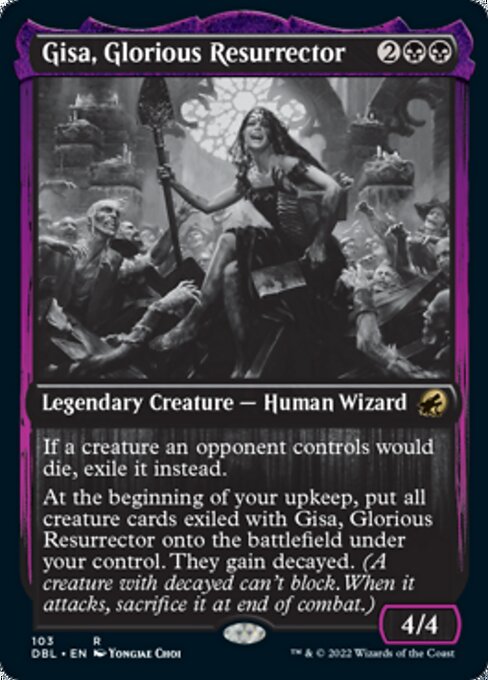 Gisa, Glorious Resurrector 2
Legendary Creature — Human Wizard
If a creature an opponent controls would
die, exile it instead.
At the beginning of your upkeep, put all
creature cards exiled with Gisa, Glorious
Resurrector onto the battlefield under
your control. They gain decayed. (A
creature with decayed can't block. When it
attacks, sacrifice it at end of combat.)
4/4
103 R
DBL • EN Yongjae Choi
™ & © 2022 Wizards of the Coast